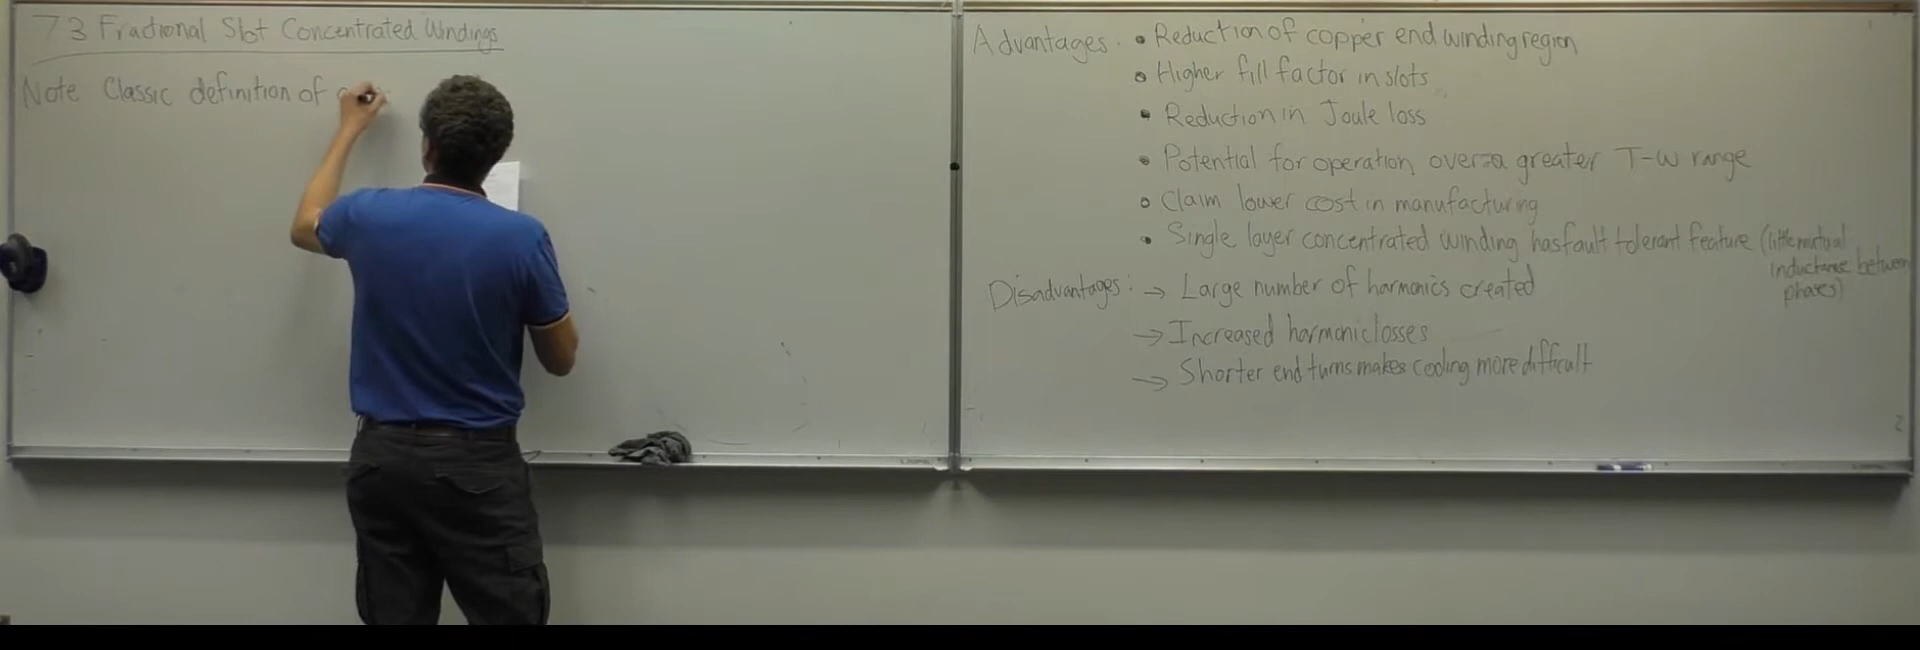 7.3 Fractional Slot Concentrated Windings
Note Classic definition of
Advantages. • Reduction of copper end winding region
• Higher fill factor in slots
• Reduction in Joule loss
• Potential for operation over a greater T-ω range
• Claim lower cost in manufacturing
• Single layer concentrated winding has fault tolerant feature (little mutual
inductance between
phases)
Disadvantages: → Large number of harmonics created
→ Increased harmonic losses
→ Shorter end turns makes cooling more difficult
2